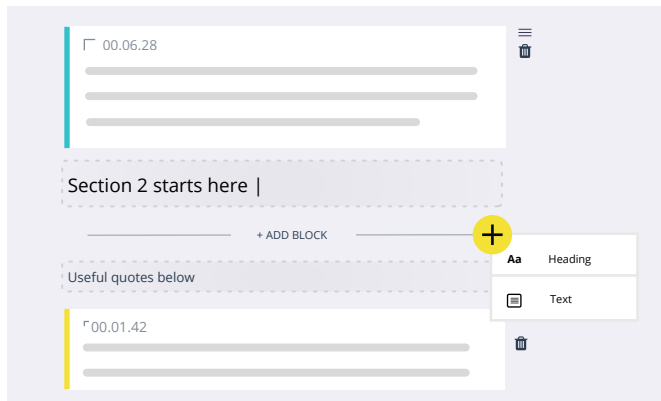 00.06.28
Section 2 starts here |
+ ADD BLOCK
Aa Heading
Useful quotes below
Text
00.01.42